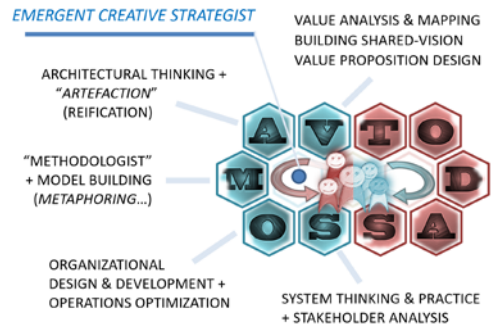 EMERGENT CREATIVE STRATEGIST
VALUE ANALYSIS & MAPPING
BUILDING SHARED-VISION
VALUE PROPOSITION DESIGN
ARCHITECTURAL THINKING +
“ARTEFACTION”
(REIFICATION)
A V T O
“METHODOLOGIST”
+ MODEL BUILDING
(METAPHORING...)
M D
O S S A
ORGANIZATIONAL
DESIGN & DEVELOPMENT +
OPERATIONS OPTIMIZATION
SYSTEM THINKING & PRACTICE
+ STAKEHOLDER ANALYSIS